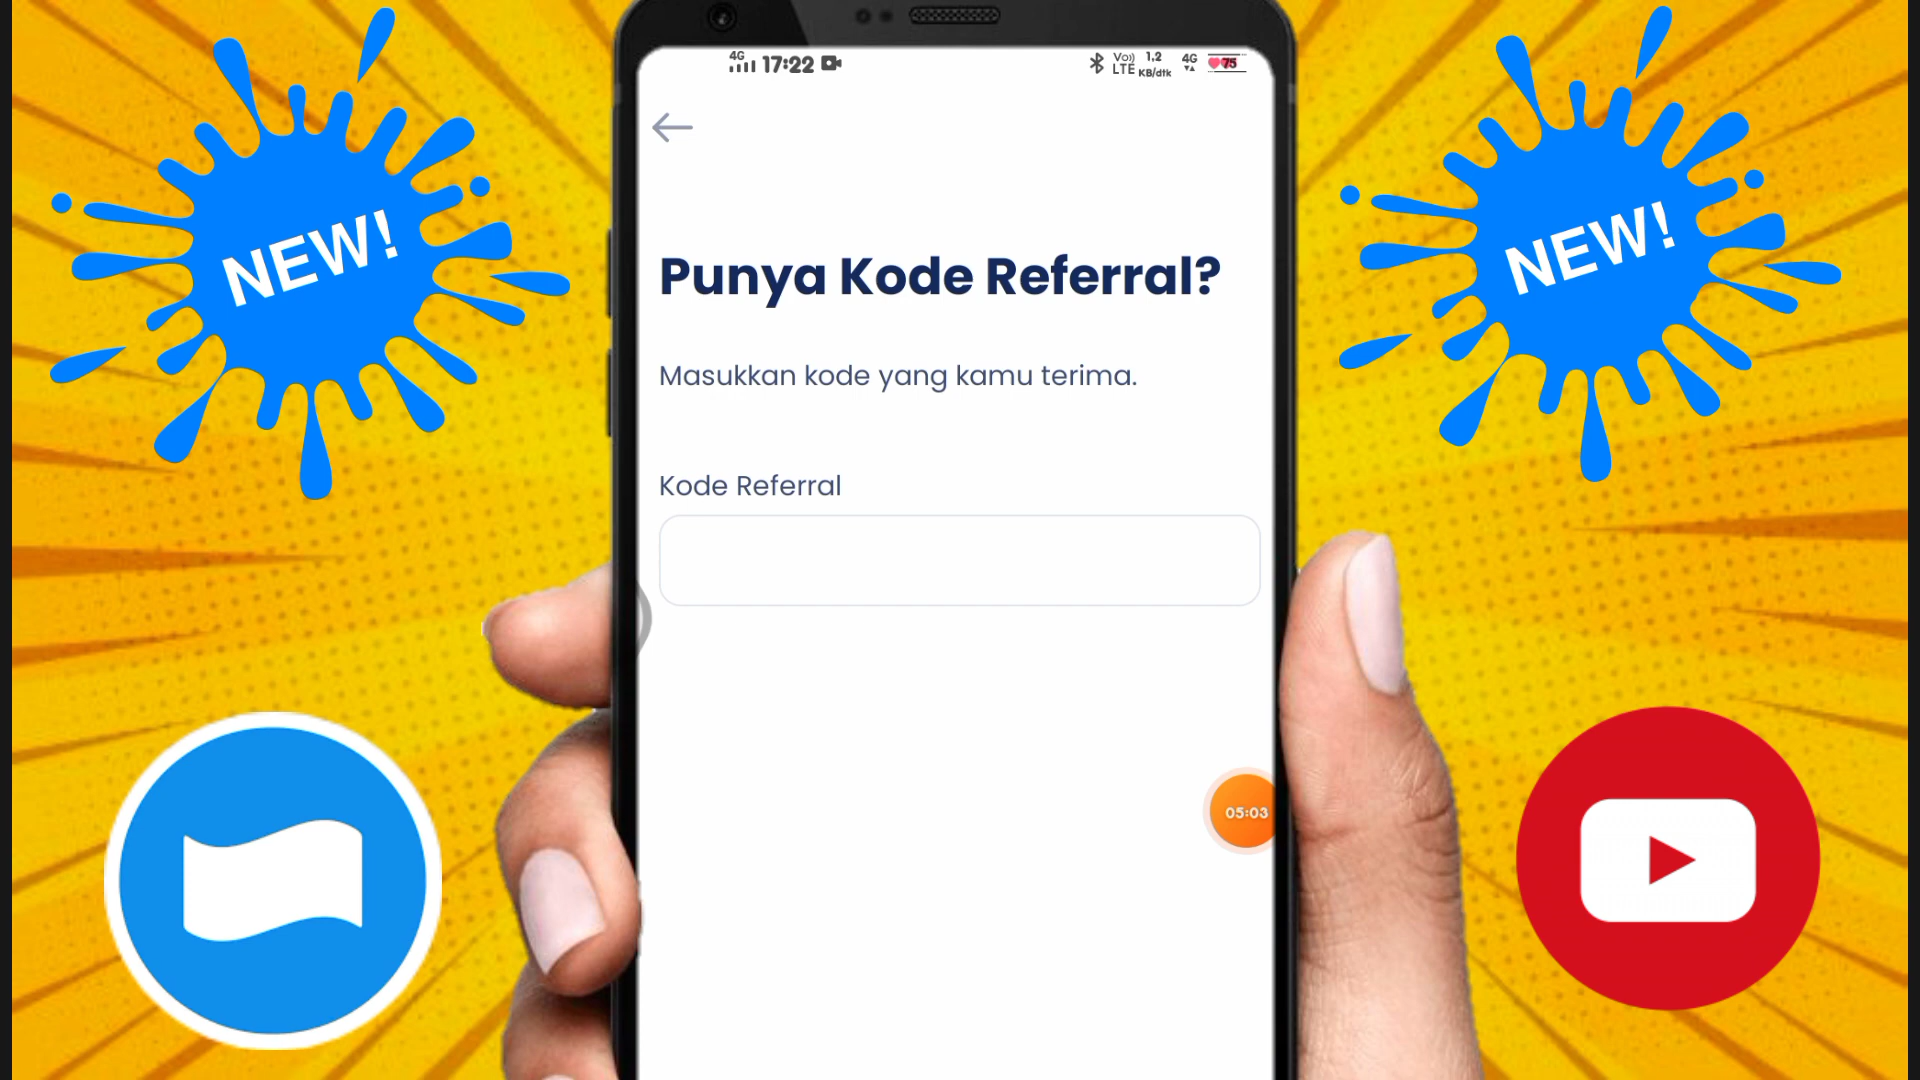 4G 17:22
Vo)) LTE 1,2 KB/dtk 4G 75
NEW!
NEW!
Punya Kode Referral?
Masukkan kode yang kamu terima.
Kode Referral
05:03